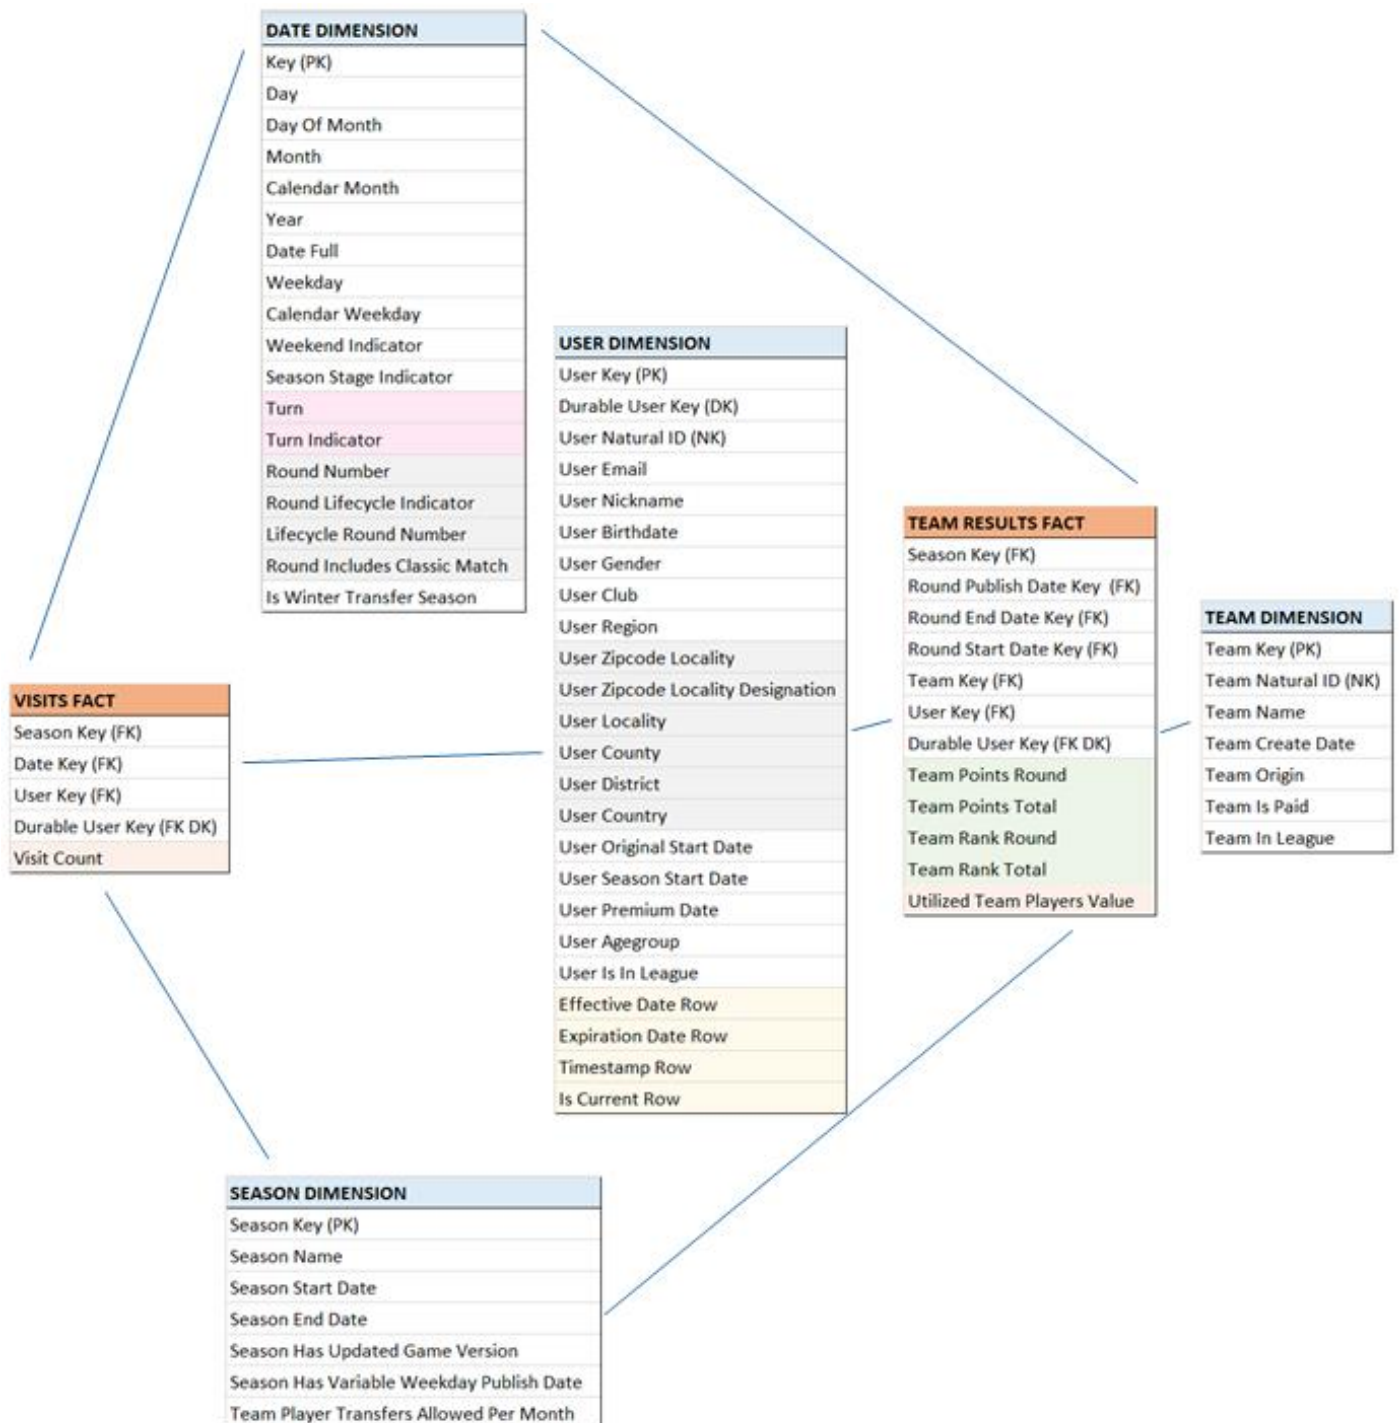 DATE DIMENSION
Key (PK)
Day
Day Of Month
Month
Calendar Month
Year
Date Full
Weekday
Calendar Weekday
Weekend Indicator
Season Stage Indicator
Turn
Turn Indicator
Round Number
Round Lifecycle Indicator
Lifecycle Round Number
Round Includes Classic Match
Is Winter Transfer Season
USER DIMENSION
User Key (PK)
Durable User Key (DK)
User Natural ID (NK)
User Email
User Nickname
User Birthdate
User Gender
User Club
User Region
User Zipcode Locality
User Zipcode Locality Designation
User Locality
User County
User District
User Country
User Original Start Date
User Season Start Date
User Premium Date
User Agegroup
User Is In League
Effective Date Row
Expiration Date Row
Timestamp Row
Is Current Row
TEAM RESULTS FACT
Season Key (FK)
Round Publish Date Key (FK)
Round End Date Key (FK)
Round Start Date Key (FK)
Team Key (FK)
User Key (FK)
Durable User Key (FK DK)
Team Points Round
Team Points Total
Team Rank Round
Team Rank Total
Utilized Team Players Value
TEAM DIMENSION
Team Key (PK)
Team Natural ID (NK)
Team Name
Team Create Date
Team Origin
Team Is Paid
Team In League
VISITS FACT
Season Key (FK)
Date Key (FK)
User Key (FK)
Durable User Key (FK DK)
Visit Count
SEASON DIMENSION
Season Key (PK)
Season Name
Season Start Date
Season End Date
Season Has Updated Game Version
Season Has Variable Weekday Publish Date
Team Player Transfers Allowed Per Month